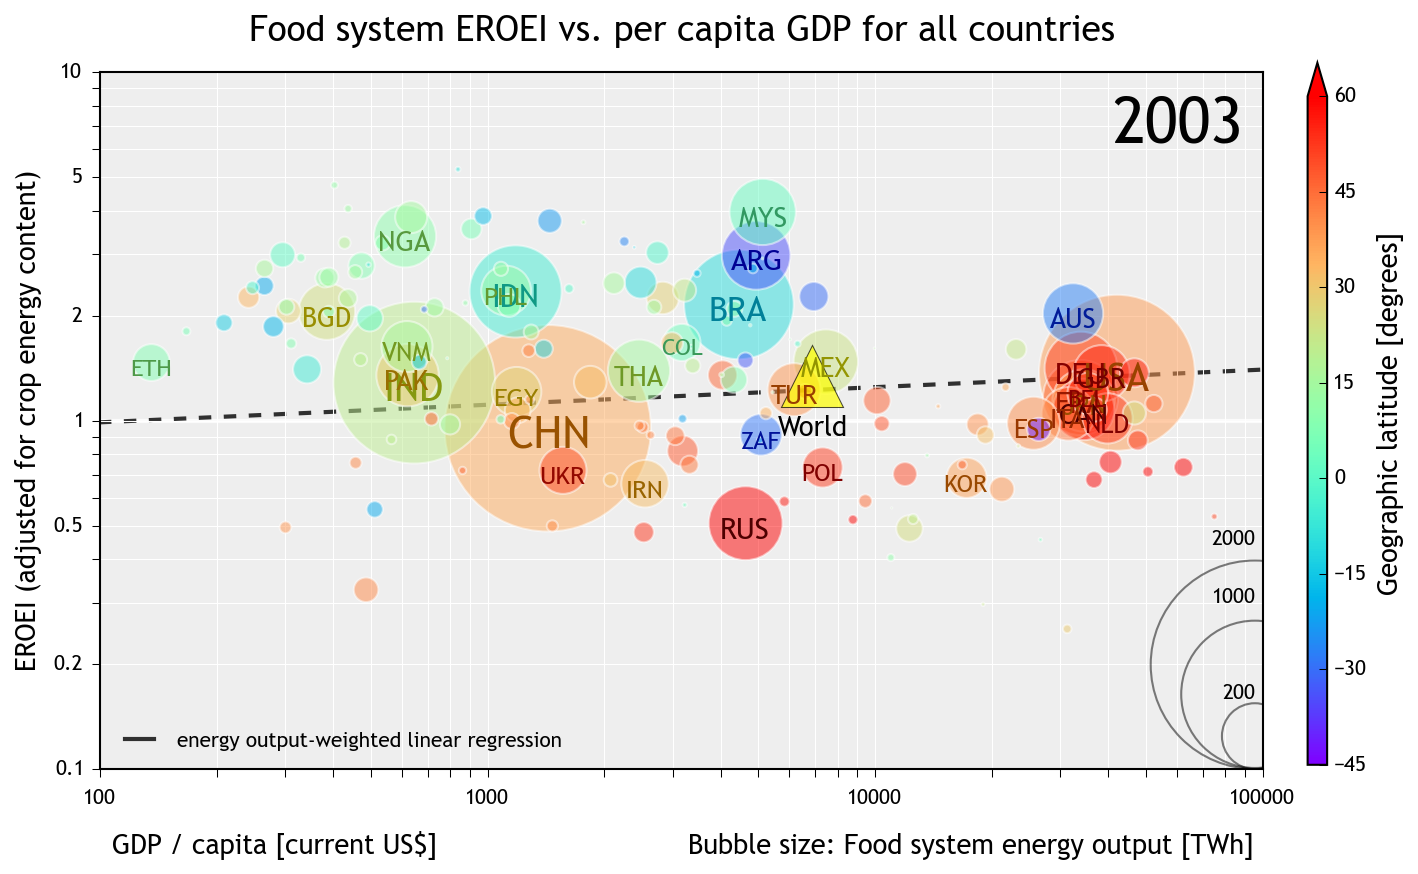 Food system EROEI vs. per capita GDP for all countries
2003
EROEI (adjusted for crop energy content)
10
5
2
1
0.5
0.2
0.1
MYS
NGA
ARG
PHL
IDN
BRA
BGD
AUS
VNM
COL
ETH
PAK
IND
THA
MEX
DEU
GBR
EGY
TUR
World
CHN
ESP
CAN
NLD
ZAF
UKR
POL
IRN
KOR
RUS
2000
1000
200
energy output-weighted linear regression
100
1000
10000
100000
GDP / capita [current US$]
Bubble size: Food system energy output [TWh]
60
45
30
15
0
−15
−30
−45
Geographic latitude [degrees]